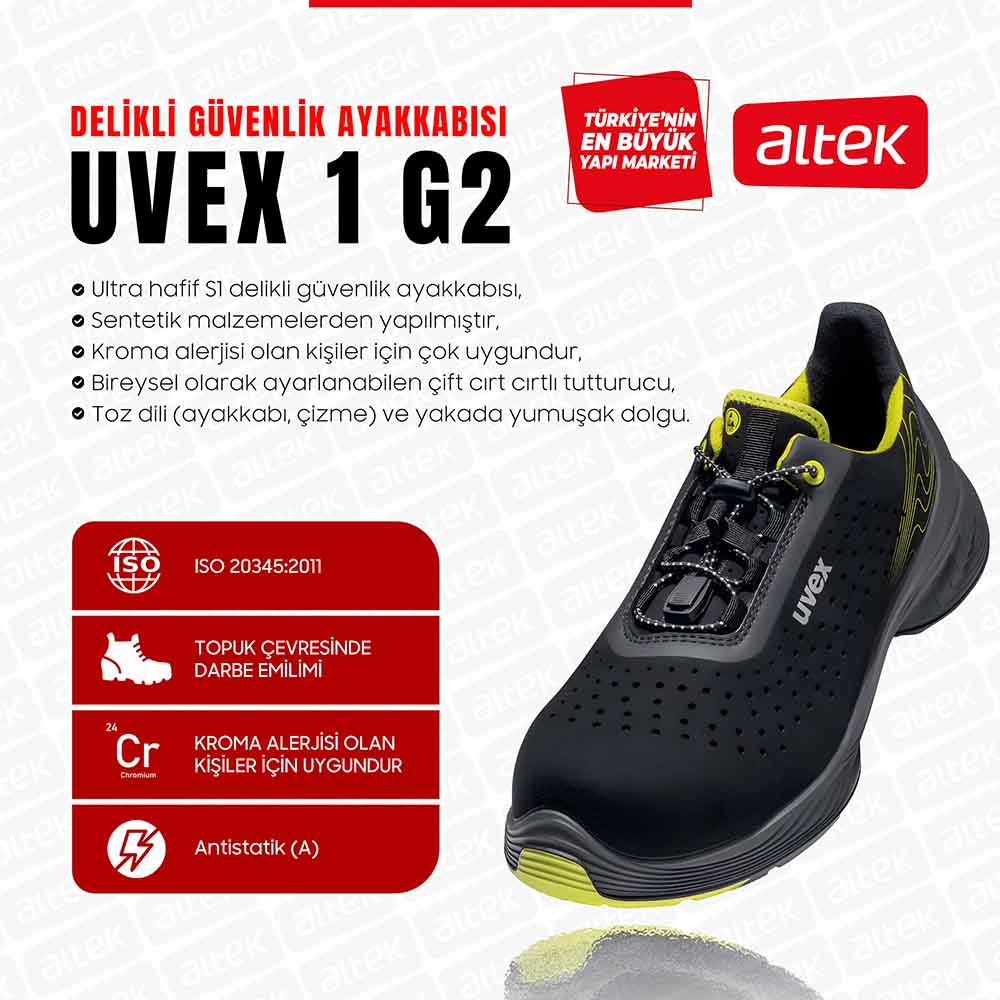 DELİKLİ GÜVENLİK AYAKKABISI
UVEX 1 G2
TÜRKİYE'NİN
EN BÜYÜK
YAPI MARKETİ
altek
Ultra hafif S1 delikli güvenlik ayakkabısı,
Sentetik malzemelerden yapılmıştır,
Kroma alerjisi olan kişiler için çok uygundur,
Bireysel olarak ayarlanabilen çift cırt cırtlı tutturucu,
Toz dili (ayakkabı, çizme) ve yakada yumuşak dolgu.
ISO
ISO 20345:2011
TOPUK ÇEVRESİNDE
DARBE EMİLİMİ
24
Cr
Chromium
KROMA ALERJİSİ OLAN
KİŞİLER İÇİN UYGUNDUR
Antistatik (A)
uvex